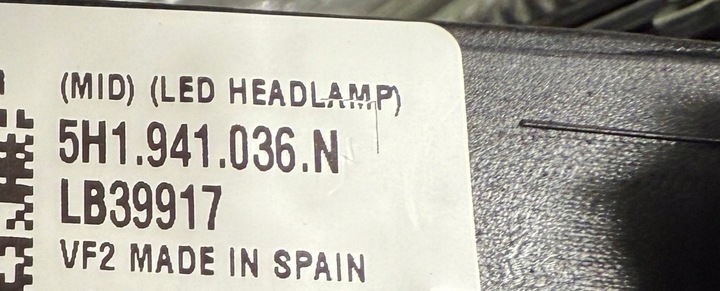 (MID) (LED HEADLAMP)
5H1.941.036.N
LB39917
VF2 MADE IN SPAIN